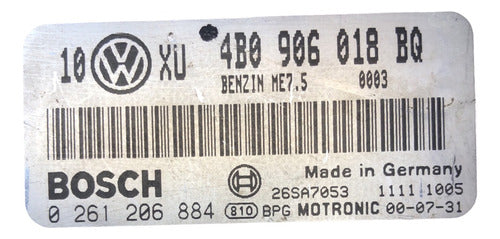 10 VW XU 4B0 906 018 BQ
BENZIN ME7.5 0003
BOSCH Made in Germany
26SA7053 1111 1005
0 261 206 884 810 BPG MOTRONIC 00-07-31